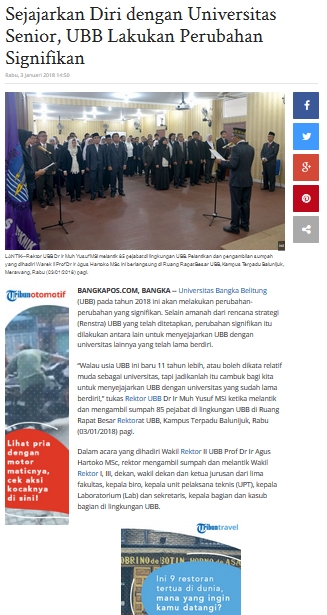 Sejajarkan Diri dengan Universitas
Senior, UBB Lakukan Perubahan
Signifikan
Rabu, 3 Januari 2018 14:50
LANTIK—Rektor UBB Dr Ir Muh Yusuf MSi melantik 85 pejabat di lingkungan UBB. Pelantikan dan pengambilan sumpah
yang dihadiri Warek II Prof Dr Ir Agus Hartoko MSc ini berlangsung di Ruang Rapat Besar UBB, Kampus Terpadu Balunijuk,
Merawang, Rabu (03/01/2018) pagi.
Tribunotomotif
Lihat pria
dengan
motor
maticnya,
cek aksi
kocaknya
di sini!
BANGKAPOS.COM, BANGKA -- Universitas Bangka Belitung
(UBB) pada tahun 2018 ini akan melakukan perubahan-
perubahan yang signifikan. Selain amanah dari rencana strategi
(Renstra) UBB yang telah ditetapkan, perubahan signifikan itu
dilakukan antara lain untuk menyejajarkan UBB dengan
universitas lainnya yang telah lama berdiri.
“Walau usia UBB ini baru 11 tahun lebih, atau boleh dikata relatif
muda sebagai universitas, tapi jadikanlah itu cambuk bagi kita
untuk menyejajarkan UBB dengan universitas yang sudah lama
berdiri,” tukas Rektor UBB Dr Ir Muh Yusuf MSi ketika melantik
dan mengambil sumpah 85 pejabat di lingkungan UBB di Ruang
Rapat Besar Rektorat UBB, Kampus Terpadu Balunijuk, Rabu
(03/01/2018) pagi.
Dalam acara yang dihadiri Wakil Rektor II UBB Prof Dr Ir Agus
Hartoko MSc, rektor mengambil sumpah dan melantik Wakil
Rektor I, III, dekan, wakil dekan dan ketua jurusan dari lima
fakultas, kepala biro, kepala unit pelaksana teknis (UPT), kepala
Laboratorium (Lab) dan sekretaris, kepala bagian dan kasub
bagian di lingkungan UBB.
Tribuntravel
Ini 9 restoran
tertua di dunia,
mana yang ingin
kamu datangi?